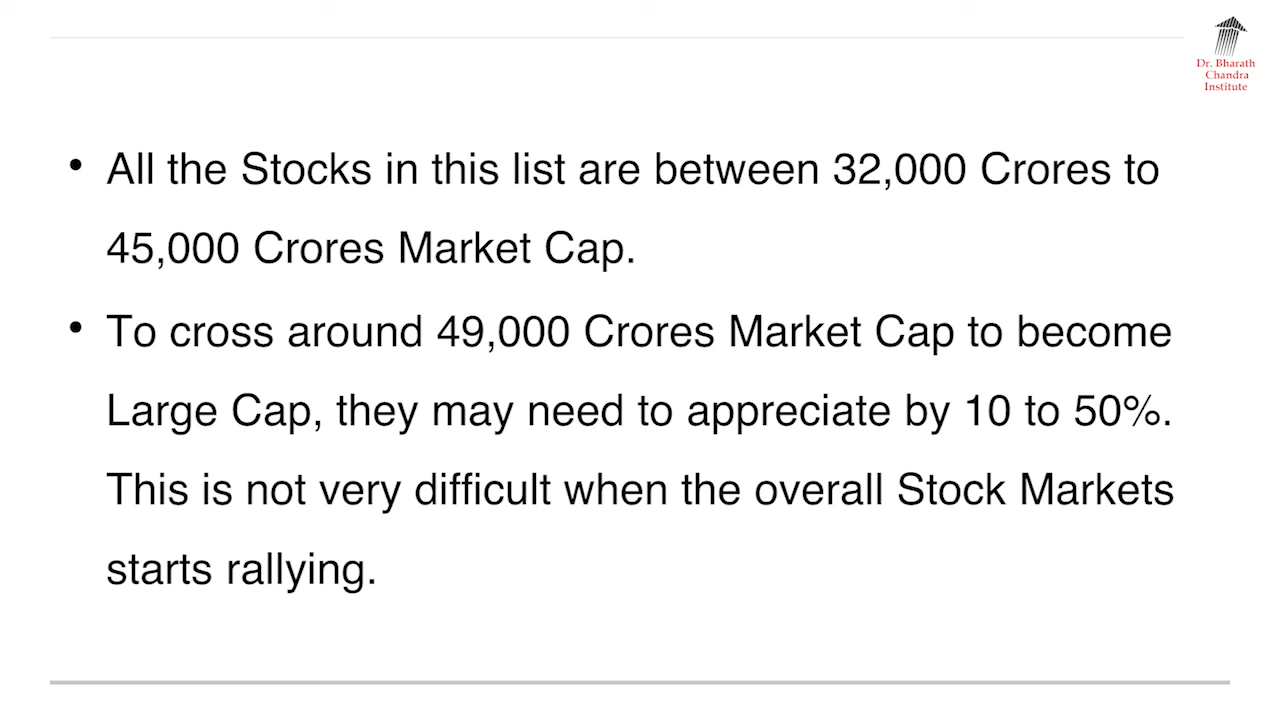 Dr. Bharath
Chandra
Institute
• All the Stocks in this list are between 32,000 Crores to
45,000 Crores Market Cap.
• To cross around 49,000 Crores Market Cap to become
Large Cap, they may need to appreciate by 10 to 50%.
This is not very difficult when the overall Stock Markets
starts rallying.